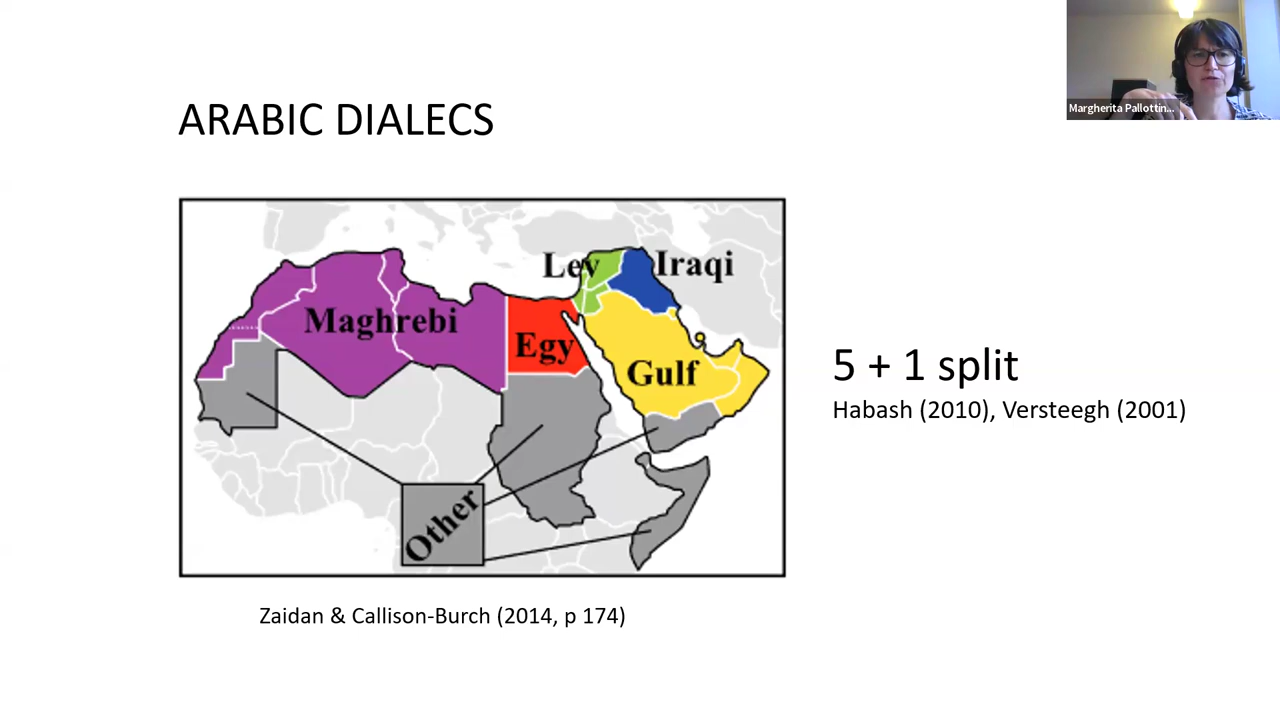 Margherita Pallottin...
ARABIC DIALECS
Lev
Iraqi
Maghrebi
Egy
Gulf
Other
5 + 1 split
Habash (2010), Versteegh (2001)
Zaidan & Callison-Burch (2014, p 174)